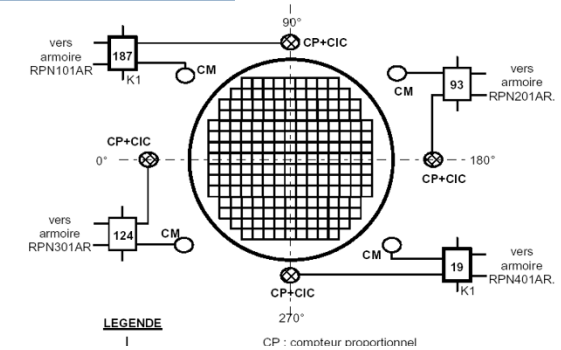 90°
vers
armoire
RPN101AR
187
K1
CM
CP+CIC
CM
93
vers
armoire
RPN201AR.
CP+CIC
0°
180°
CP+CIC
vers
armoire
RPN301AR
124
CM
CM
19
K1
vers
armoire
RPN401AR.
CP+CIC
270°
LEGENDE
CP : compteur proportionnel